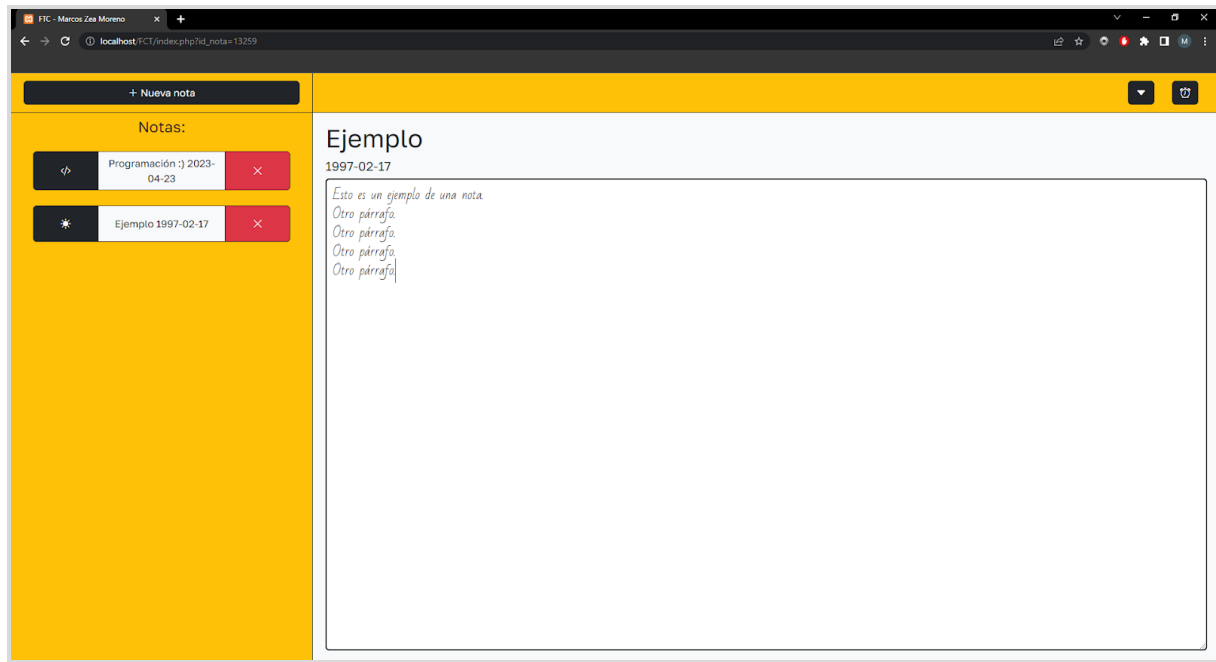 FTC - Marcos Zea Moreno
localhost/FCT/index.php?id_nota=13259
M
+ Nueva nota
Notas:
</> Programación :) 2023-
04-23
Ejemplo 1997-02-17
Ejemplo
1997-02-17
Esto es un ejemplo de una nota.
Otro párrafo.
Otro párrafo.
Otro párrafo.
Otro párrafo.